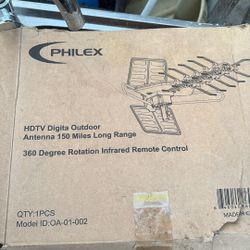 PHILEX
HDTV Digita Outdoor
Antenna 150 Miles Long Range
360 Degree Rotation Infrared Remote Control
QTY:1PCS
Model ID:OA-01-002
MADE